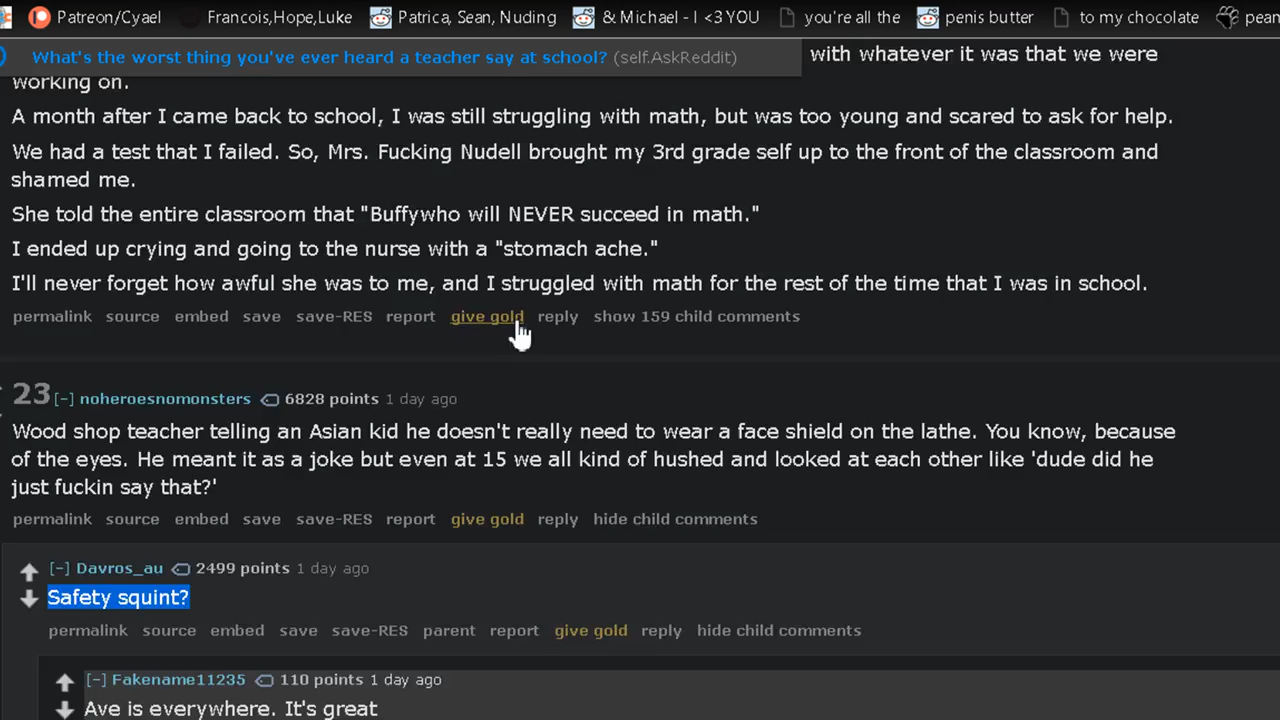 Patreon/Cyael Francois,Hope,Luke Patrica, Sean, Nuding & Michael - I <3 YOU you're all the penis butter to my chocolate pean
What's the worst thing you've ever heard a teacher say at school? (self.AskReddit) with whatever it was that we were
working on.
A month after I came back to school, I was still struggling with math, but was too young and scared to ask for help.
We had a test that I failed. So, Mrs. Fucking Nudell brought my 3rd grade self up to the front of the classroom and
shamed me.
She told the entire classroom that "Buffywho will NEVER succeed in math."
I ended up crying and going to the nurse with a "stomach ache."
I'll never forget how awful she was to me, and I struggled with math for the rest of the time that I was in school.
permalink source embed save save-RES report give gold reply show 159 child comments
23 [-] noheroesnomonsters 6828 points 1 day ago
Wood shop teacher telling an Asian kid he doesn't really need to wear a face shield on the lathe. You know, because
of the eyes. He meant it as a joke but even at 15 we all kind of hushed and looked at each other like 'dude did he
just fuckin say that?'
permalink source embed save save-RES report give gold reply hide child comments
[-] Davros_au 2499 points 1 day ago
Safety squint?
permalink source embed save save-RES parent report give gold reply hide child comments
[-] Fakename11235 110 points 1 day ago
Ave is everywhere. It's great